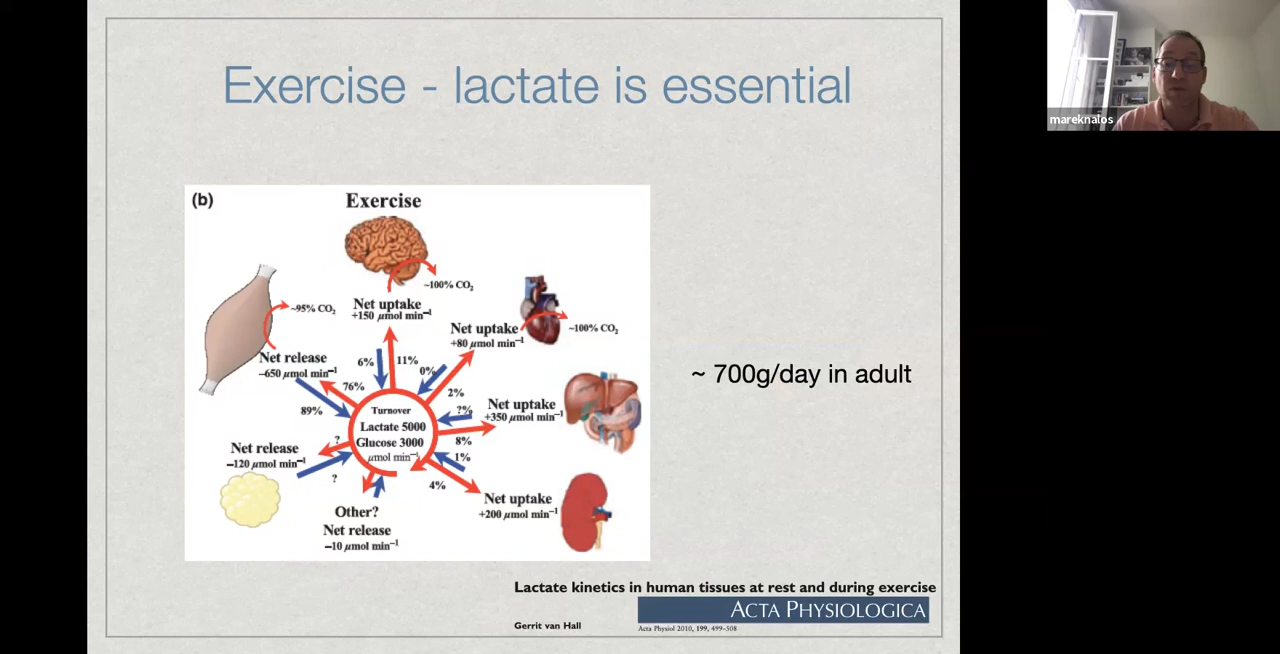 Exercise - lactate is essential
mareknalos
(b)
Exercise
~100% CO2
~95% CO2
Net uptake
+150 μmol min−1
Net uptake
+80 μmol min−1
~100% CO2
Net release
−650 μmol min−1
6%
11%
0%
76%
2%
89%
Turnover
Lactate 5000
Glucose 3000
μmol min−1
?%
Net uptake
+350 μmol min−1
8%
1%
?
Net release
−120 μmol min−1
?
4%
Net uptake
+200 μmol min−1
Other?
Net release
−10 μmol min−1
~ 700g/day in adult
Lactate kinetics in human tissues at rest and during exercise
ACTA PHYSIOLOGICA
Gerrit van Hall
Acta Physiol 2010, 199, 499–508